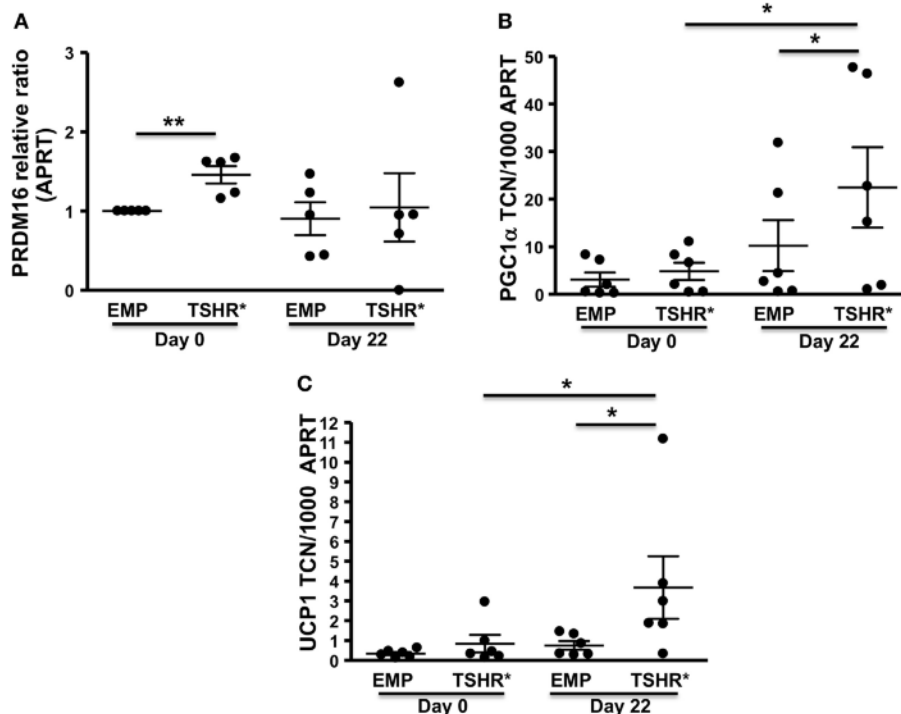 A
PRDM16 relative ratio
(APRT)
3
2
1
0
**
EMP
TSHR*
EMP
TSHR*
Day 0
Day 22
B
PGC1α TCN/1000 APRT
50
40
30
20
10
0
*
*
EMP
TSHR*
EMP
TSHR*
Day 0
Day 22
C
UCP1 TCN/1000 APRT
12
11
10
9
8
7
6
5
4
3
2
1
0
*
*
EMP
TSHR*
EMP
TSHR*
Day 0
Day 22